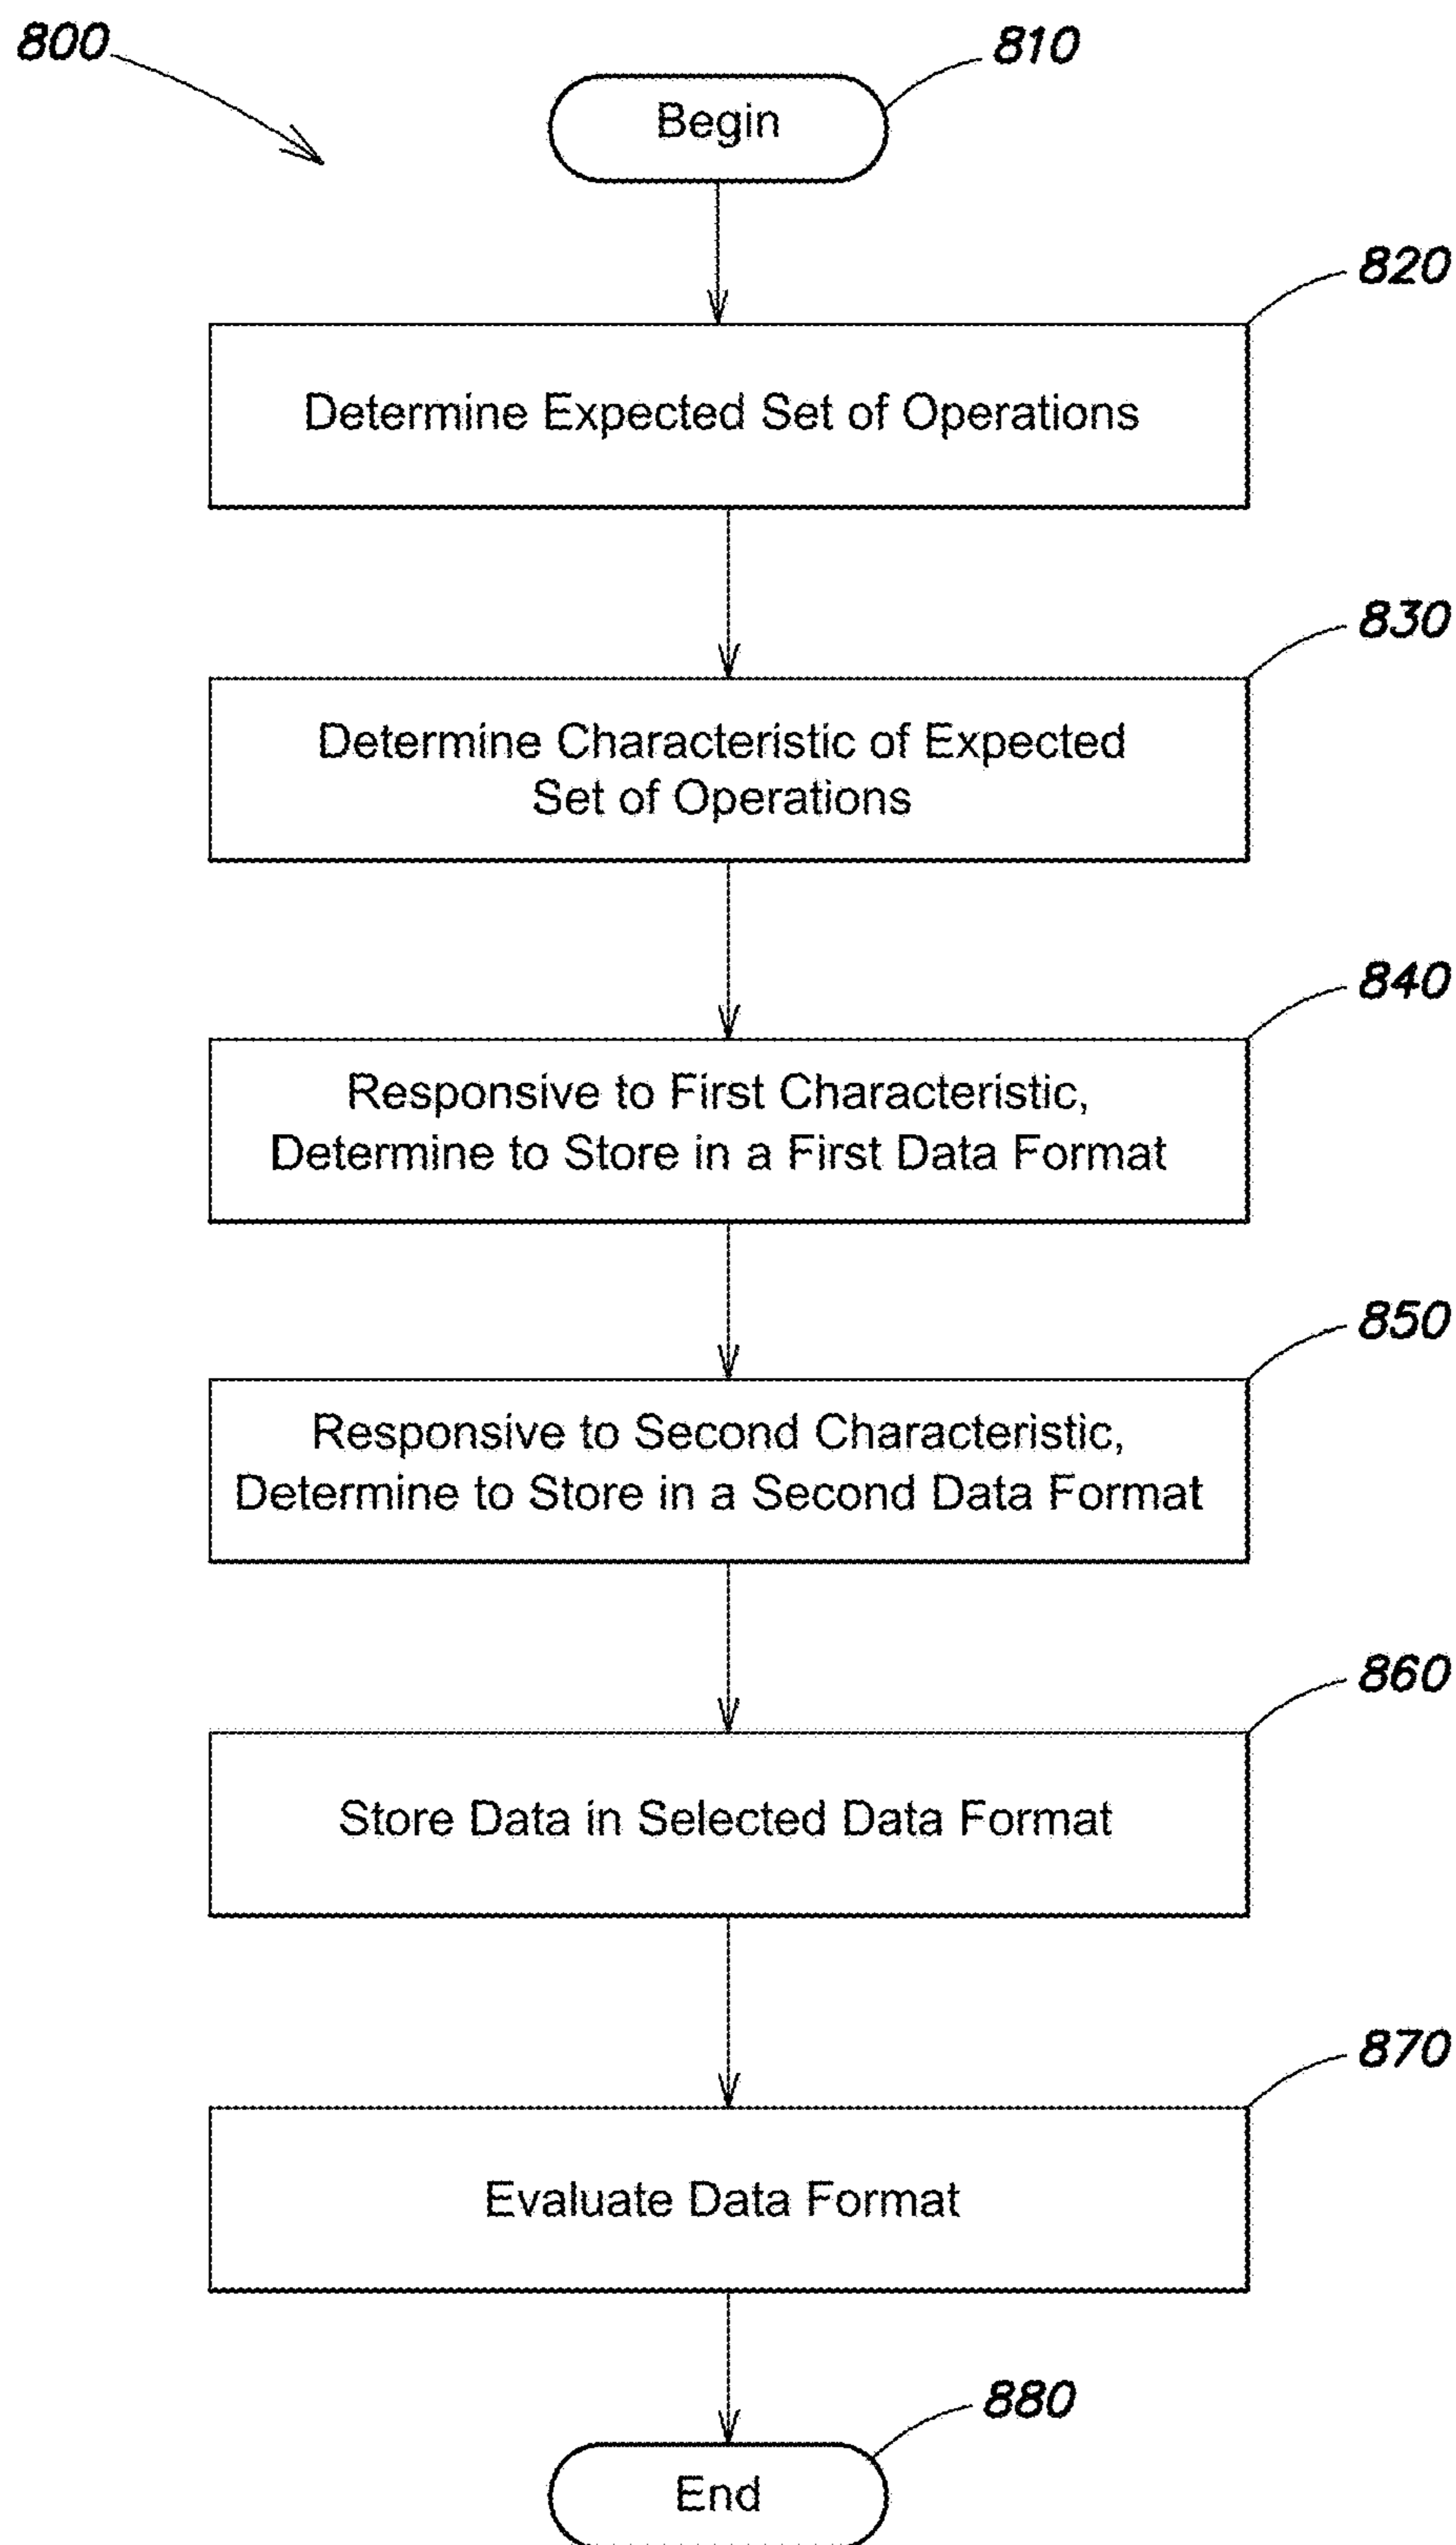 800
810
Begin
820
Determine Expected Set of Operations
830
Determine Characteristic of Expected
Set of Operations
840
Responsive to First Characteristic,
Determine to Store in a First Data Format
850
Responsive to Second Characteristic,
Determine to Store in a Second Data Format
860
Store Data in Selected Data Format
870
Evaluate Data Format
880
End